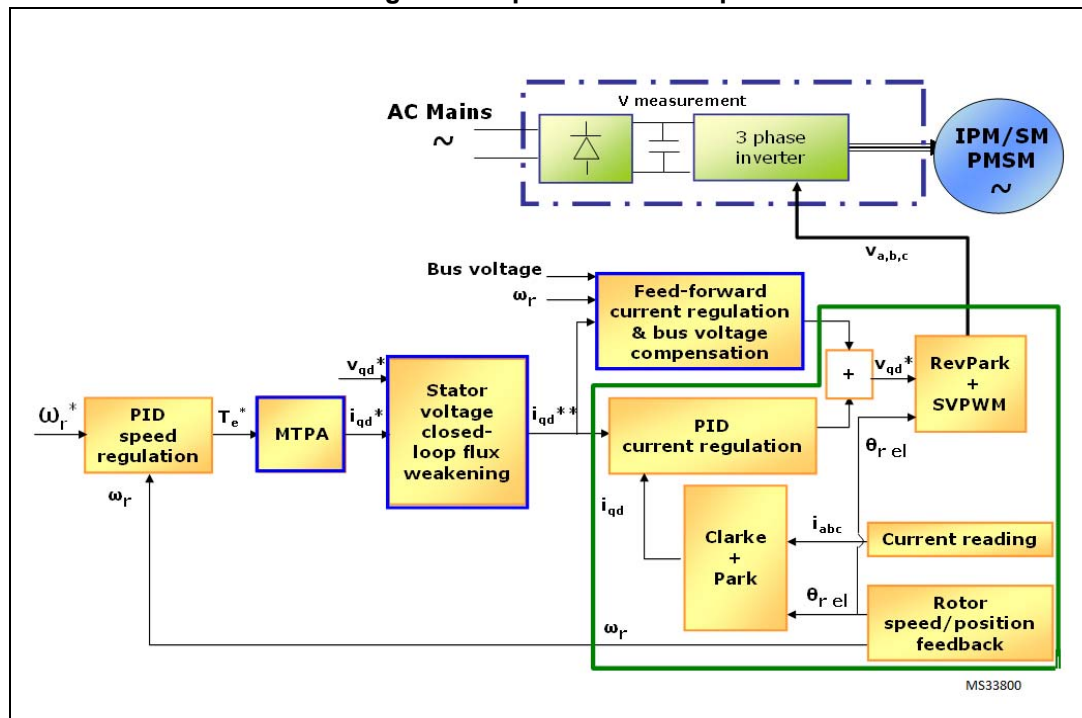 V measurement
AC Mains
~
3 phase
inverter
IPM/SM
PMSM
~
v a,b,c
Bus voltage
ωr
Feed-forward
current regulation
& bus voltage
compensation
vqd*
+
vqd*
RevPark
+
SVPWM
ωr*
PID
speed
regulation
Te*
MTPA
iqd*
Stator
voltage
closed-
loop flux
weakening
iqd**
PID
current regulation
θr el
ωr
iqd
Clarke
+
Park
iabc
Current reading
θr el
Rotor
speed/position
feedback
ωr
MS33800